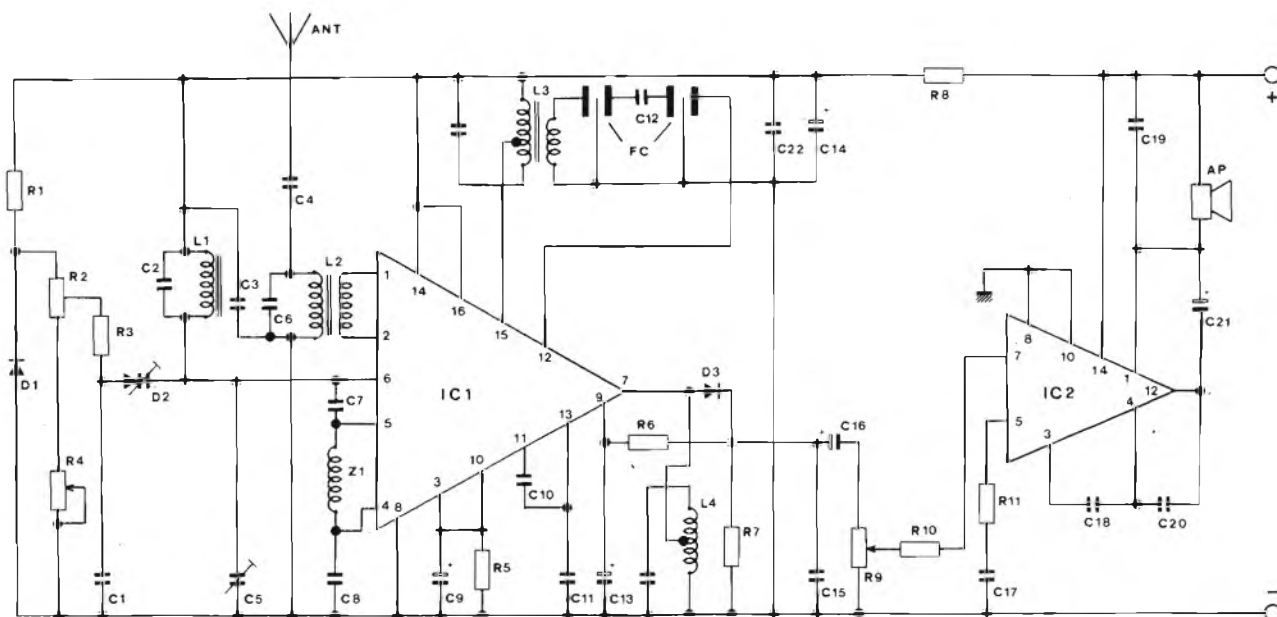 ANT
L3
C12
FC
R8
+
+
C22
C14
C19
AP
R1
C4
L1
L2
R2
C2
C3
C6
1
14
16
15
12
R3
2
+
C21
D2
6
C7
D1
5
IC1
7
D3
9
8
10
14
1
12
7
IC2
5
4
3
Z1
13
11
R6
+
C16
R4
4
8
3
10
C10
L4
R7
R9
R10
R11
C18
C20
C1
C5
C8
+
C9
R5
C11
+
C13
C15
C17
-